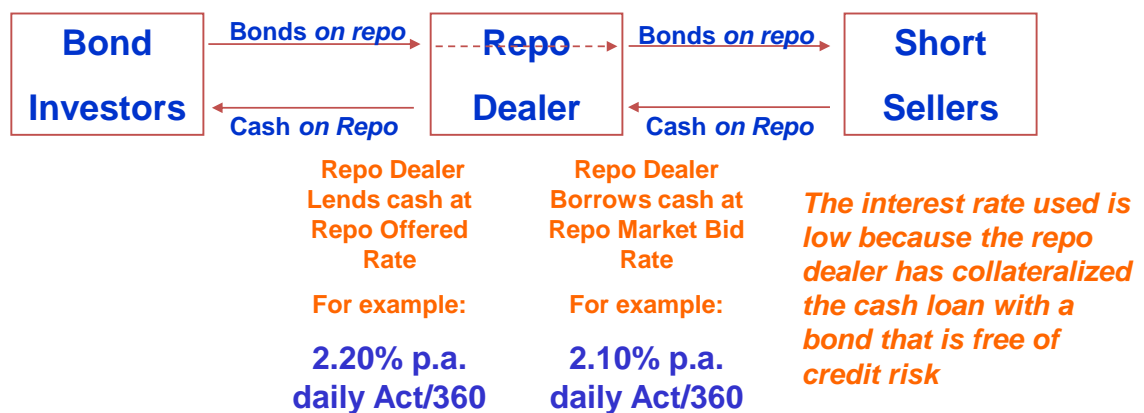 Bond
Investors
Bonds on repo
Cash on Repo
Repo
Dealer
Bonds on repo
Cash on Repo
Short
Sellers
Repo Dealer
Lends cash at
Repo Offered
Rate
For example:
2.20% p.a.
daily Act/360
Repo Dealer
Borrows cash at
Repo Market Bid
Rate
For example:
2.10% p.a.
daily Act/360
The interest rate used is
low because the repo
dealer has collateralized
the cash loan with a
bond that is free of
credit risk